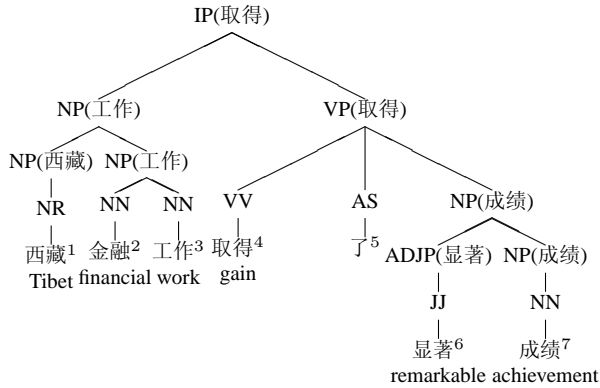 IP(取得)
NP(工作) VP(取得)
NP(西藏) NP(工作)
VV AS NP(成绩)
NR NN NN
西藏1 金融2 工作3 取得4 了5 ADJP(显著) NP(成绩)
Tibet financial work gain
JJ NN
显著6 成绩7
remarkable achievement